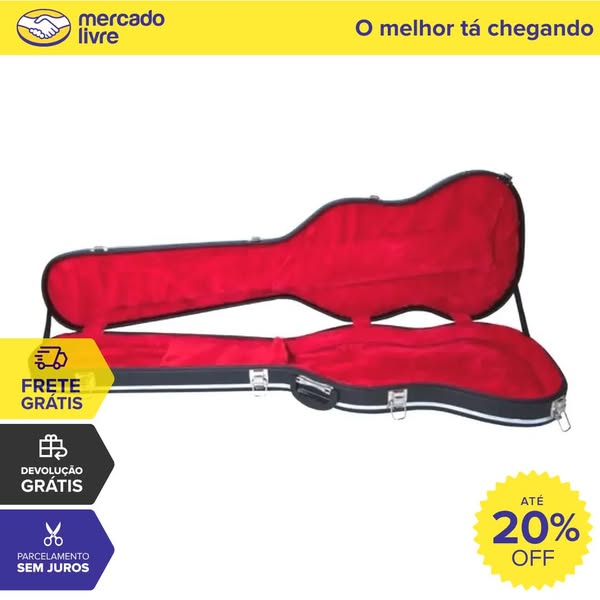 mercado
livre
O melhor tá chegando
FRETE
GRÁTIS
DEVOLUÇÃO
GRÁTIS
PARCELAMENTO
SEM JUROS
ATÉ
20%
OFF